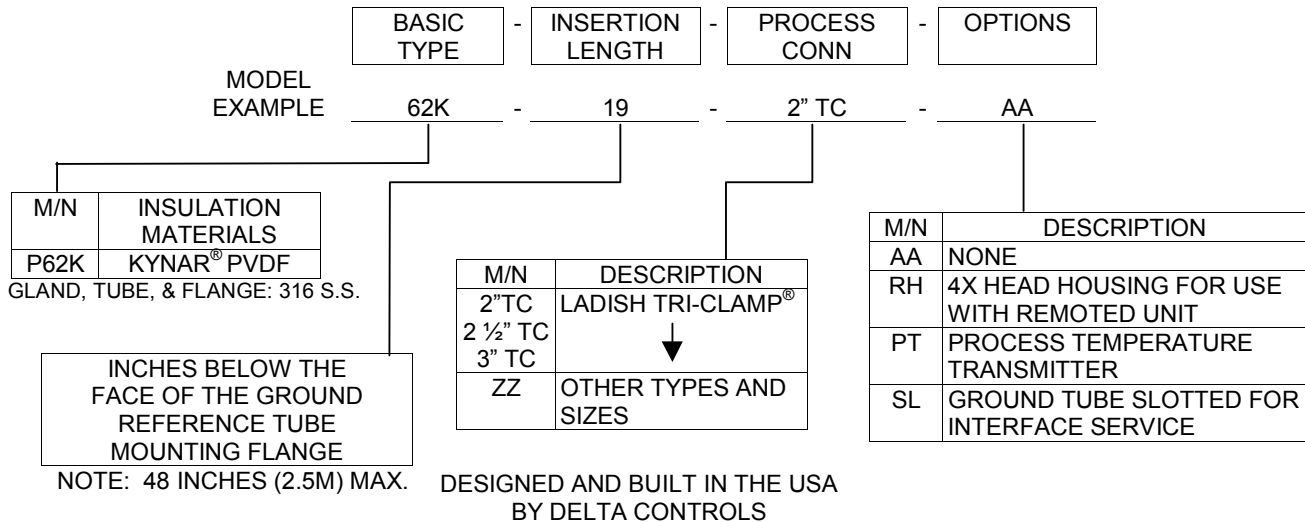 BASIC TYPE - INSERTION LENGTH - PROCESS CONN - OPTIONS
MODEL EXAMPLE 62K - 19 - 2” TC - AA
M/N INSULATION MATERIALS
P62K KYNAR® PVDF
GLAND, TUBE, & FLANGE: 316 S.S.
INCHES BELOW THE
FACE OF THE GROUND
REFERENCE TUBE
MOUNTING FLANGE
NOTE: 48 INCHES (2.5M) MAX.
M/N DESCRIPTION
2”TC LADISH TRI-CLAMP®
2 ½” TC
3” TC
ZZ OTHER TYPES AND
SIZES
DESIGNED AND BUILT IN THE USA
BY DELTA CONTROLS
M/N DESCRIPTION
AA NONE
RH 4X HEAD HOUSING FOR USE
WITH REMOTED UNIT
PT PROCESS TEMPERATURE
TRANSMITTER
SL GROUND TUBE SLOTTED FOR
INTERFACE SERVICE